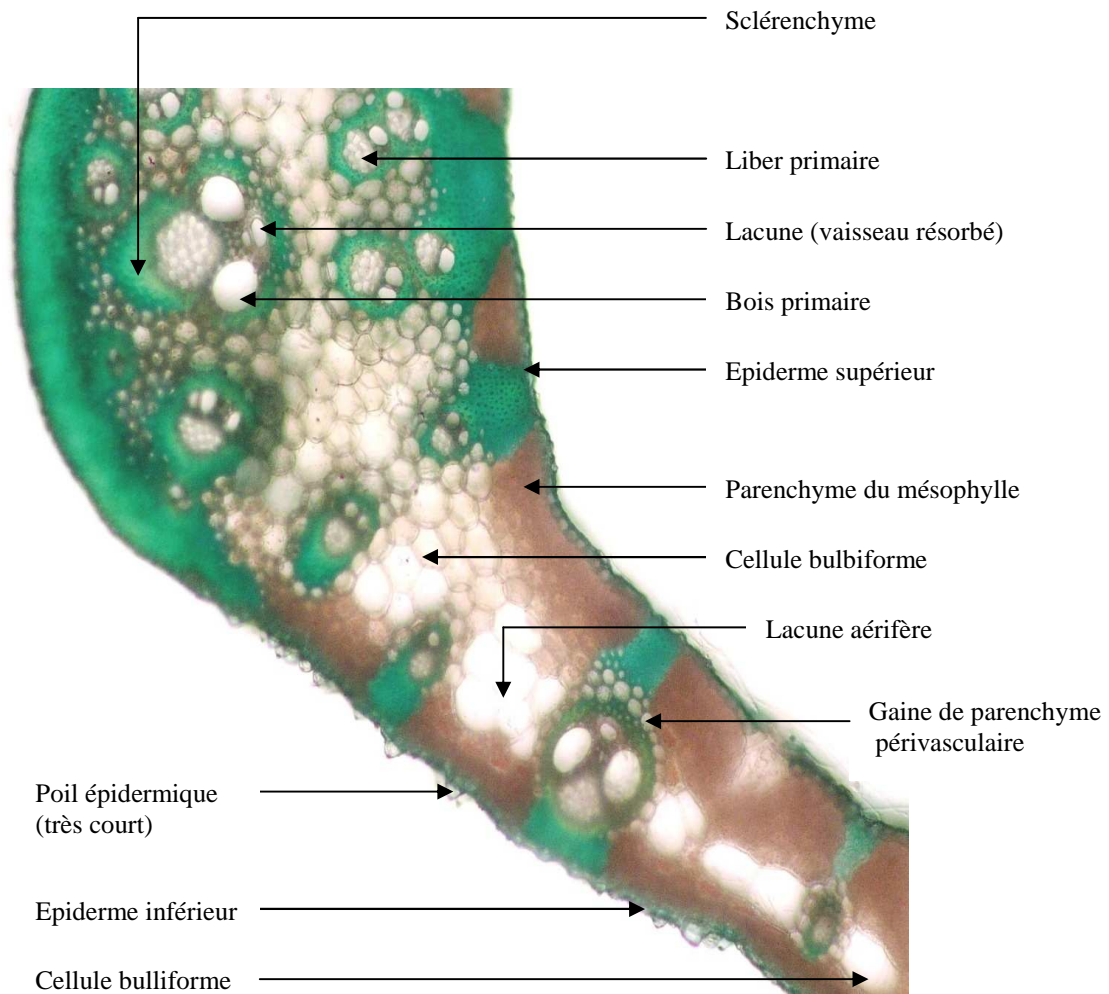 Sclérenchyme
Liber primaire
Lacune (vaisseau résorbé)
Bois primaire
Epiderme supérieur
Parenchyme du mésophylle
Cellule bulbiforme
Lacune aérifère
Gaine de parenchyme
périvasculaire
Poil épidermique
(très court)
Epiderme inférieur
Cellule bulliforme